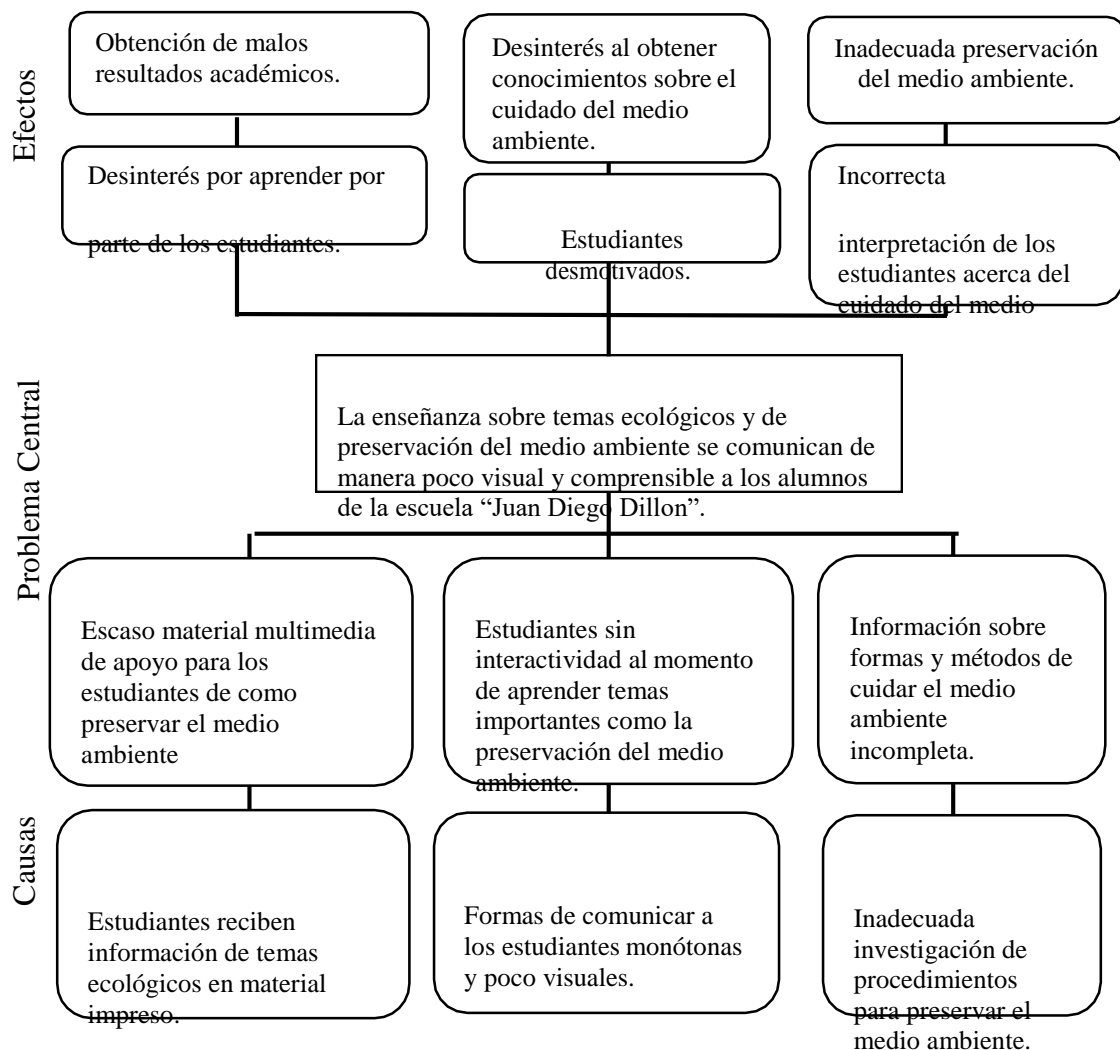 Efectos
Obtención de malos
resultados académicos.
Desinterés al obtener
conocimientos sobre el
cuidado del medio
ambiente.
Inadecuada preservación
del medio ambiente.
Desinterés por aprender por
parte de los estudiantes.
Estudiantes
desmotivados.
Incorrecta
interpretación de los
estudiantes acerca del
cuidado del medio
Problema Central
La enseñanza sobre temas ecológicos y de
preservación del medio ambiente se comunican de
manera poco visual y comprensible a los alumnos
de la escuela “Juan Diego Dillon”.
Causas
Escaso material multimedia
de apoyo para los
estudiantes de como
preservar el medio
ambiente
Estudiantes sin
interactividad al momento
de aprender temas
importantes como la
preservación del medio
ambiente.
Información sobre
formas y métodos de
cuidar el medio
ambiente
incompleta.
Estudiantes reciben
información de temas
ecológicos en material
impreso.
Formas de comunicar a
los estudiantes monótonas
y poco visuales.
Inadecuada
investigación de
procedimientos
para preservar el
medio ambiente.